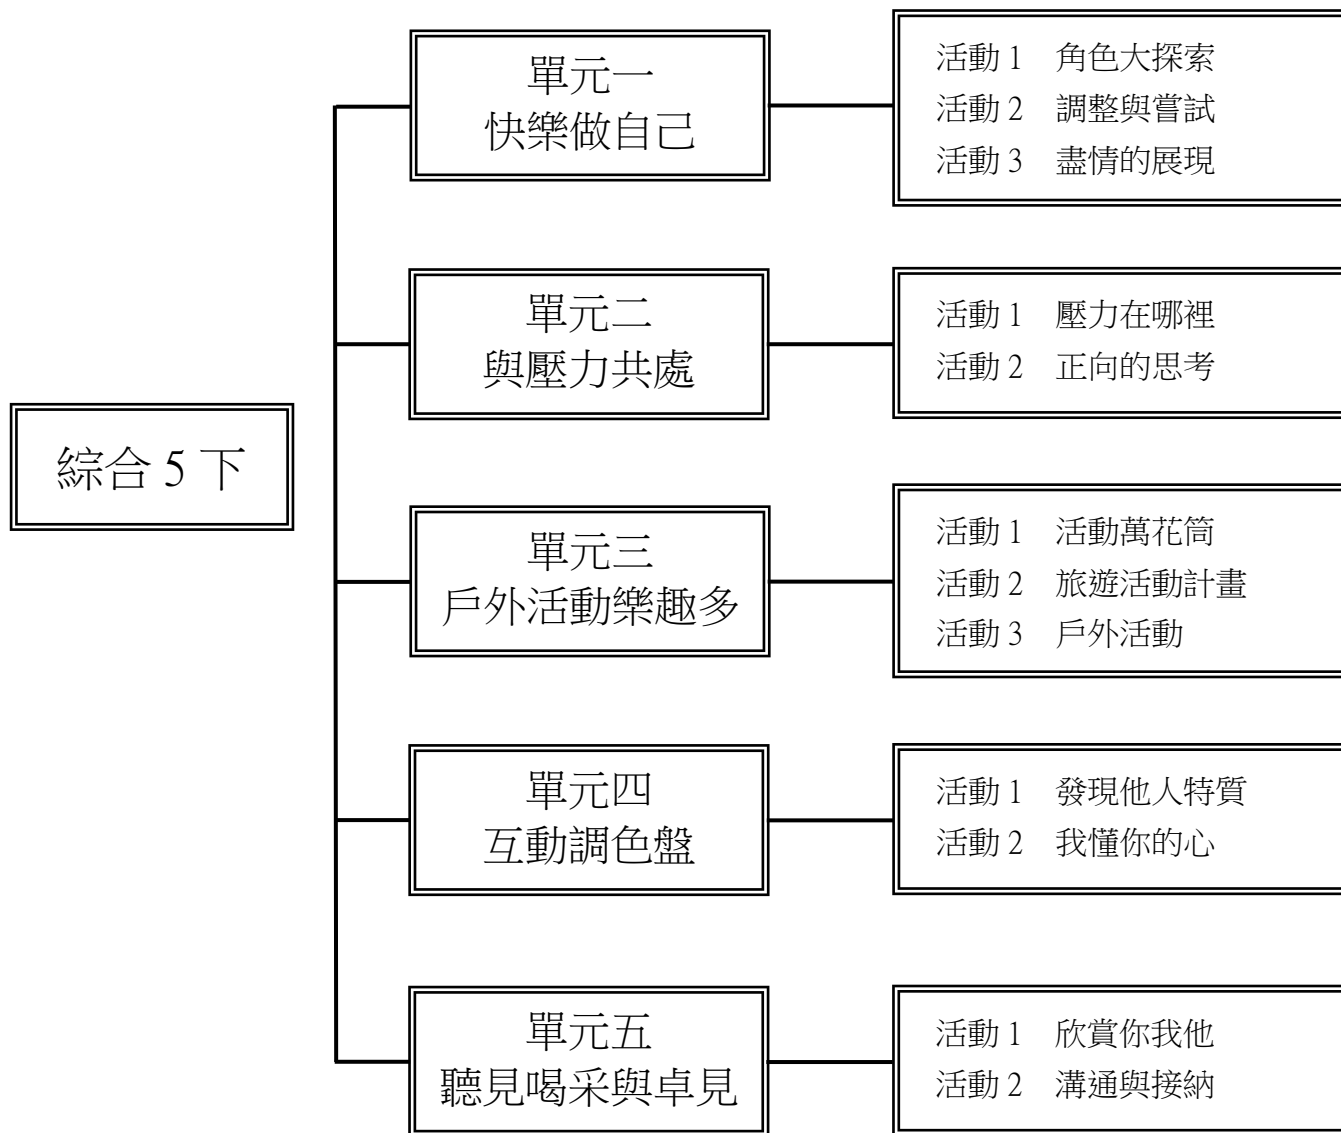 綜合 5 下
單元一
快樂做自己
活動 1 角色大探索
活動 2 調整與嘗試
活動 3 盡情的展現
單元二
與壓力共處
活動 1 壓力在哪裡
活動 2 正向的思考
單元三
戶外活動樂趣多
活動 1 活動萬花筒
活動 2 旅遊活動計畫
活動 3 戶外活動
單元四
互動調色盤
活動 1 發現他人特質
活動 2 我懂你的心
單元五
聽見喝采與卓見
活動 1 欣賞你我他
活動 2 溝通與接納